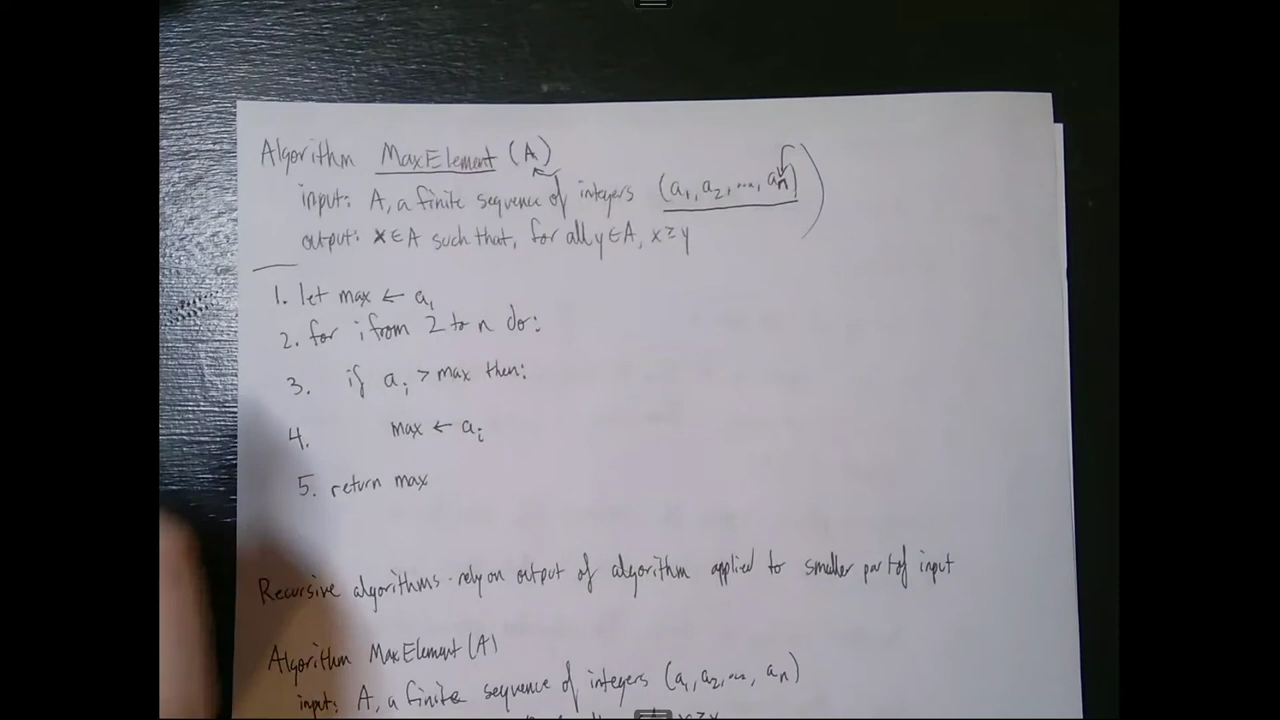 Algorithm MaxElement (A)
input: A, a finite sequence of integers (a₁, a₂, ..., aₙ)
output: x ∈ A such that, for all y ∈ A, x ≥ y
1. let max ← a₁
2. for i from 2 to n do:
3. if aᵢ > max then:
4. max ← aᵢ
5. return max
Recursive algorithms - rely on output of algorithm applied to smaller part of input
Algorithm MaxElement (A)
input: A, a finite sequence of integers (a₁, a₂, ..., aₙ)
x ≥ y